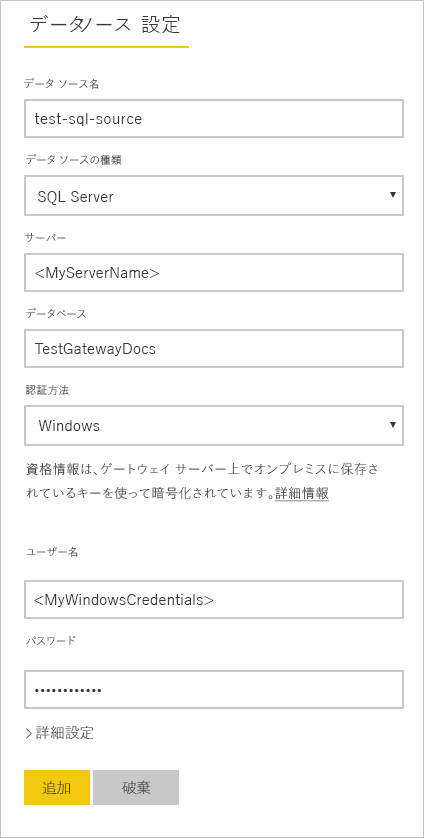 データソース 設定
データ ソース名
test-sql-source
データ ソースの種類
SQL Server
サーバー
<MyServerName>
データベース
TestGatewayDocs
認証方法
Windows
資格情報は、ゲートウェイ サーバー上でオンプレミスに保存さ
れているキーを使って暗号化されています。詳細情報
ユーザー名
<MyWindowsCredentials>
パスワード
••••••••••••
>詳細設定
追加 破棄